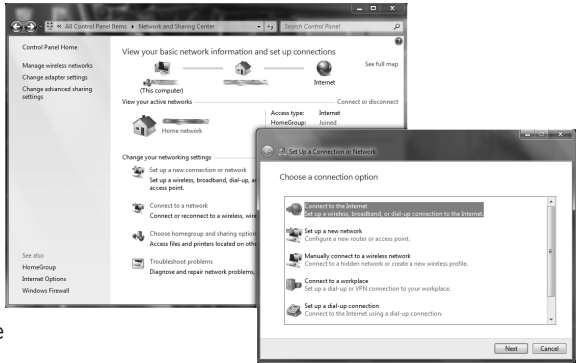 All Control Panel Items
Network and Sharing Center
Search Control Panel
Control Panel Home
Manage wireless networks
Change adapter settings
Change advanced sharing
settings
See also
HomeGroup
Internet Options
Windows Firewall
View your basic network information and set up connections
See full map
(This computer)
Internet
View your active networks
Connect or disconnect
Home network
Access type: Internet
HomeGroup: Joined
Change your networking settings
Set up a new connection or network
Set up a wireless, broadband, dial-up,
access point.
Connect to a network
Connect or reconnect to a wireless,
Choose homegroup and sharing option
Access files and printers located on
Troubleshoot problems
Diagnose and repair network problems,
Set Up a Connection or Network
Choose a connection option
Connect to the Internet
Set up a wireless, broadband, or dial-up connection to the Internet.
Set up a new network
Configure a new router or access point.
Manually connect to a wireless network
Connect to a hidden network or create a new wireless profile.
Connect to a workplace
Set up a dial-up or VPN connection to your workplace.
Set up a dial-up connection
Connect to the Internet using a dial-up connection.
Next
Cancel
e